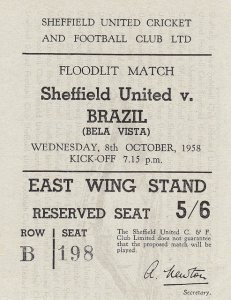 SHEFFIELD UNITED CRICKET
AND FOOTBALL CLUB LTD
FLOODLIT MATCH
Sheffield United v.
BRAZIL
(BELA VISTA)
WEDNESDAY, 8th OCTOBER, 1958
KICK-OFF 7.15 p.m.
EAST WING STAND
RESERVED SEAT 5/6
ROW SEAT
B 198
The Sheffield United C. & F.
Club Limited does not guarantee
that the proposed match will be
played.
A. Newton
Secretary.